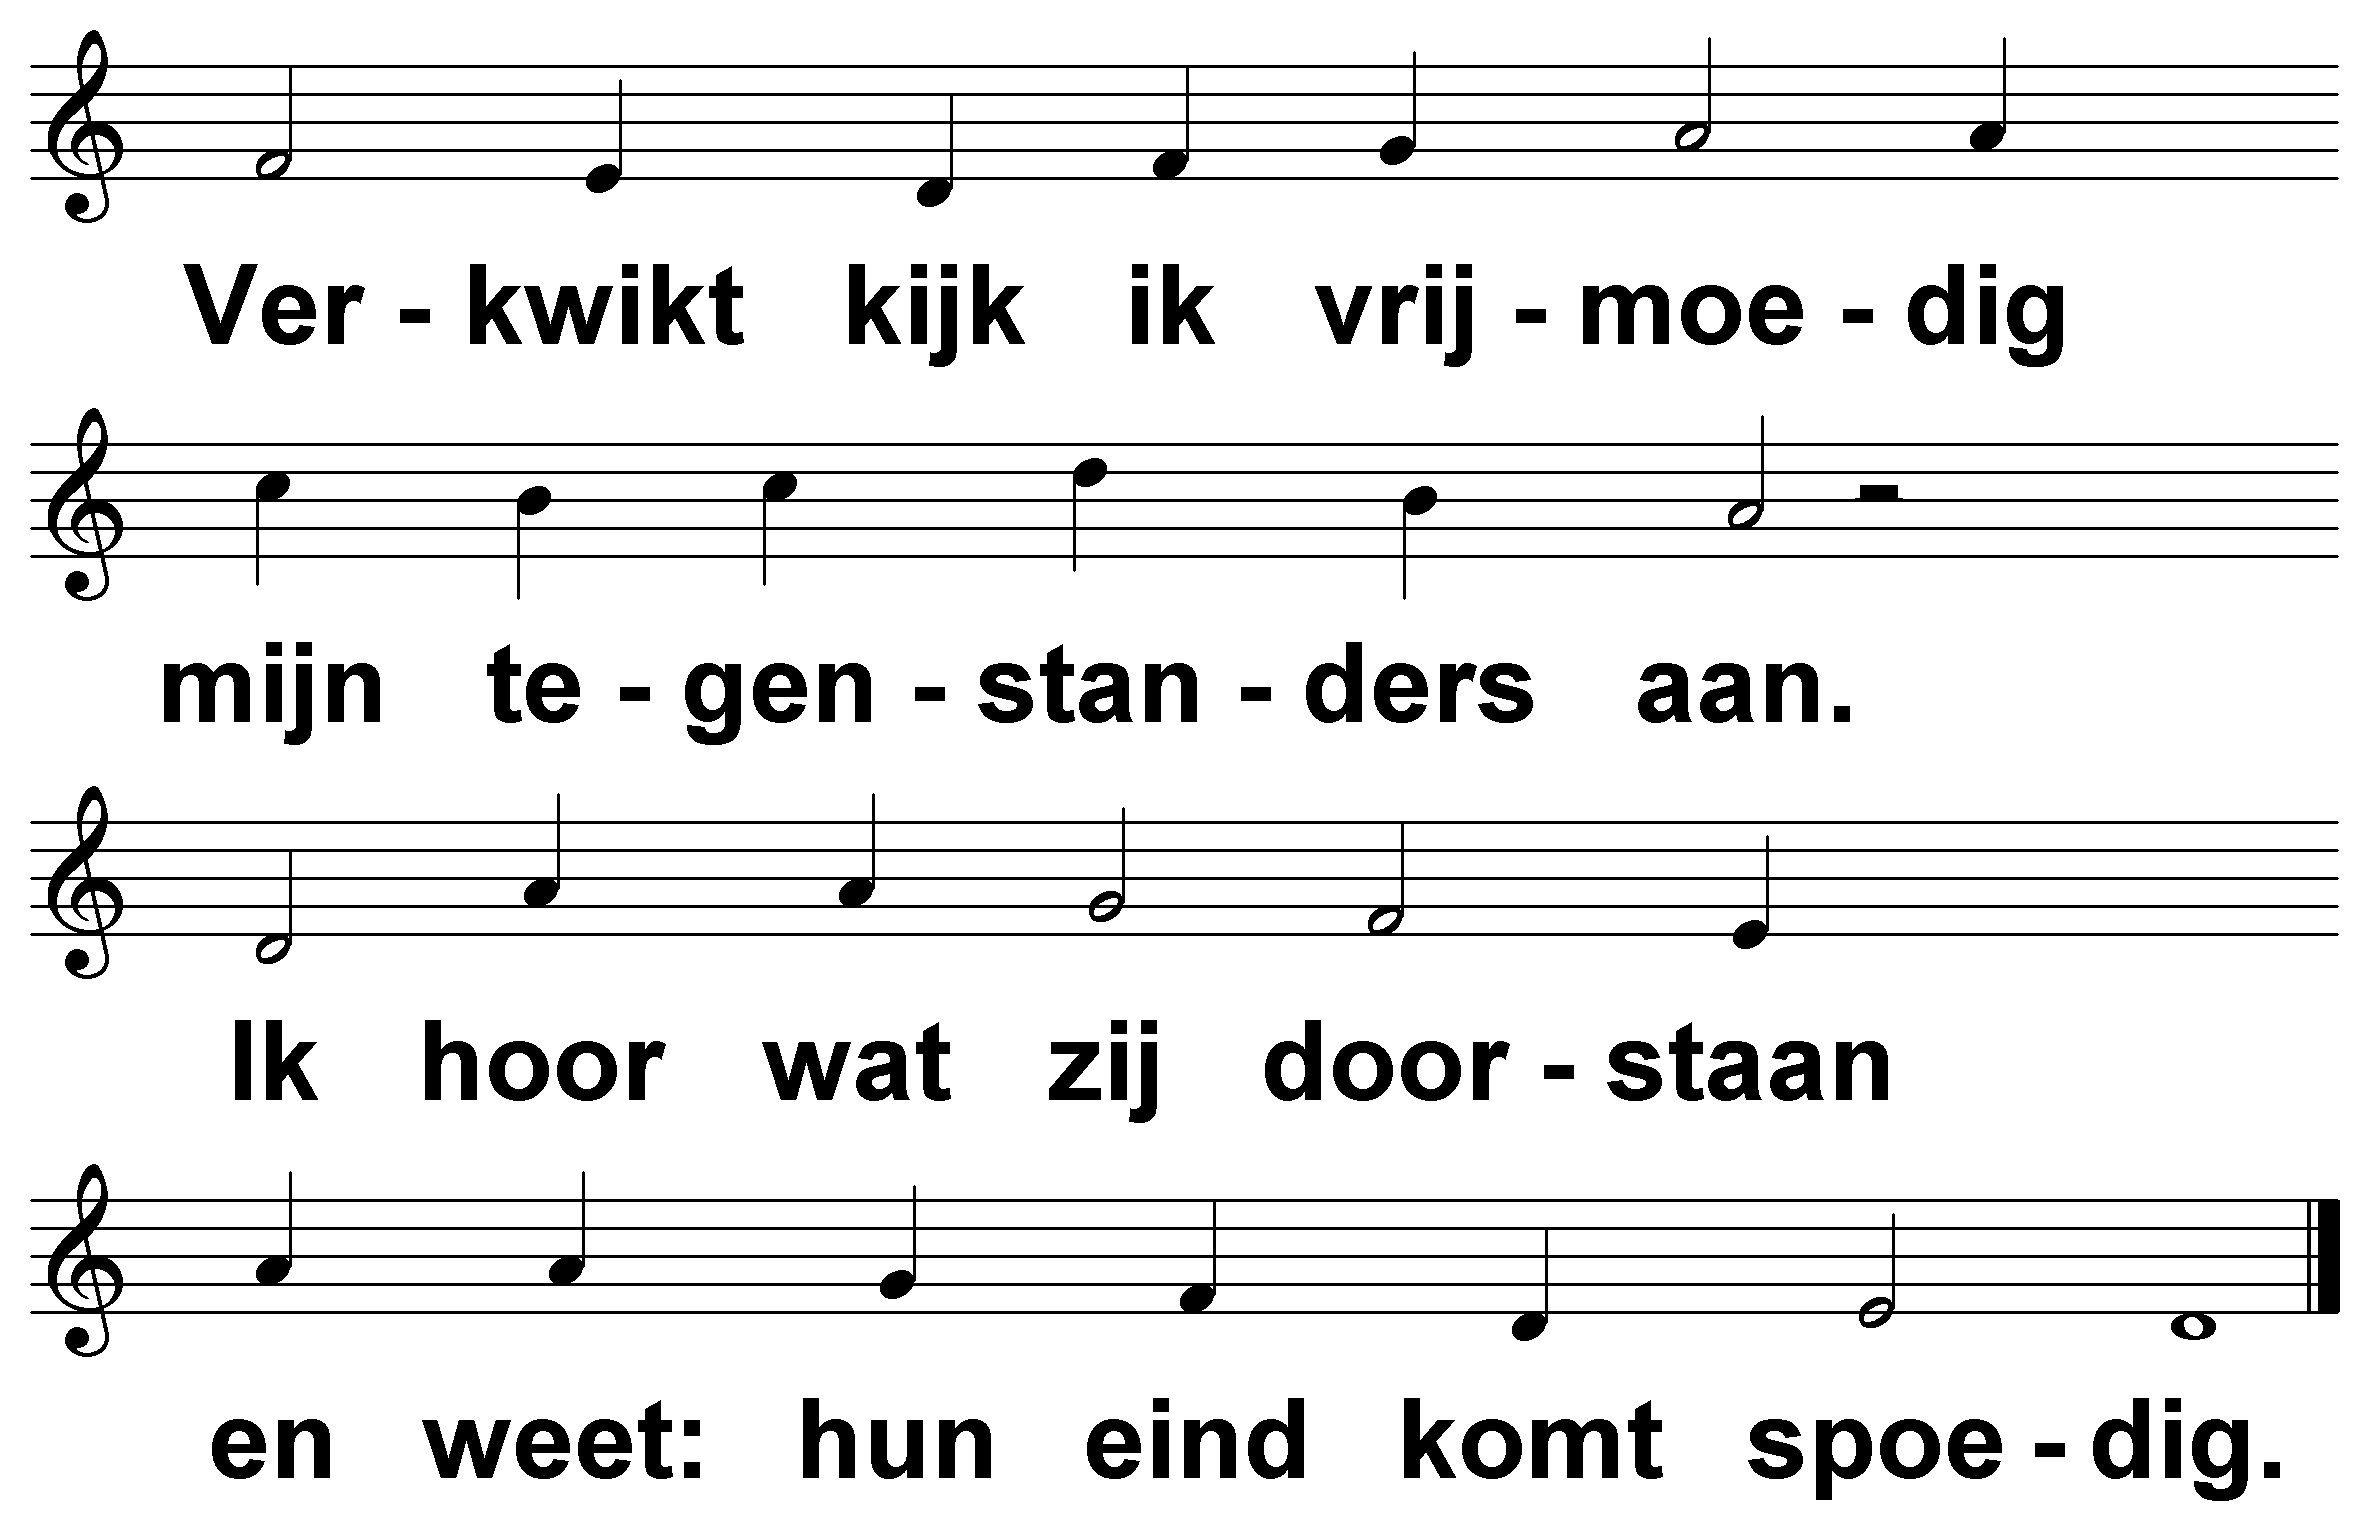 Ver - kwikt kijk ik vrij - moe - dig
mijn te - gen - stan - ders aan.
Ik hoor wat zij door - staan
en weet: hun eind komt spoe - dig.